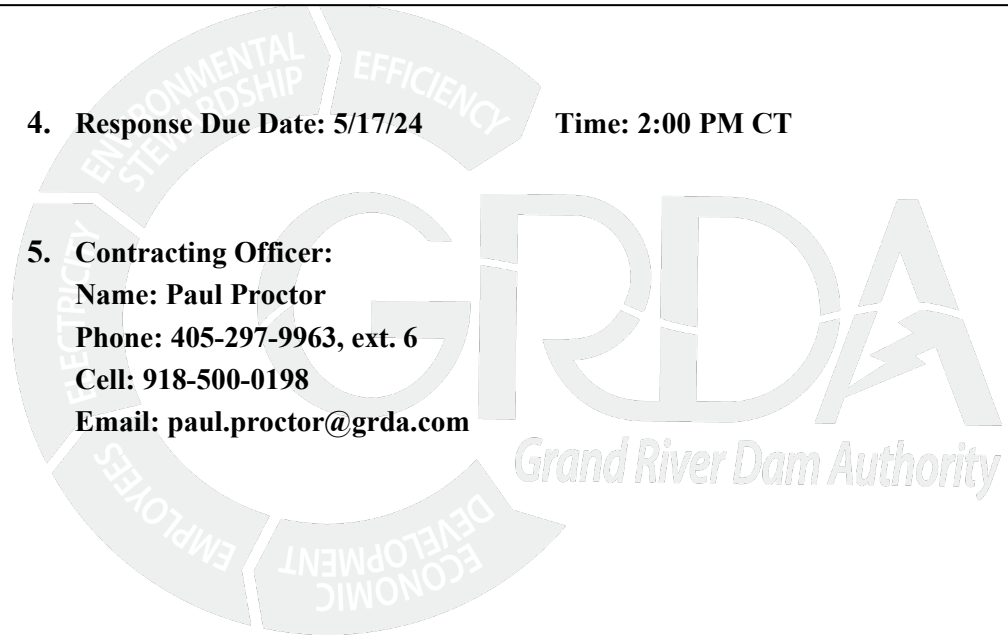 4. Response Due Date: 5/17/24 Time: 2:00 PM CT
5. Contracting Officer:
Name: Paul Proctor
Phone: 405-297-9963, ext. 6
Cell: 918-500-0198
Email: paul.proctor@grda.com
ENVIRONMENTAL
STEWARDSHIP
EFFICIENCY
ELECTRICITY
EMPLOYEES
ECONOMIC
DEVELOPMENT
GRDA
Grand River Dam Authority